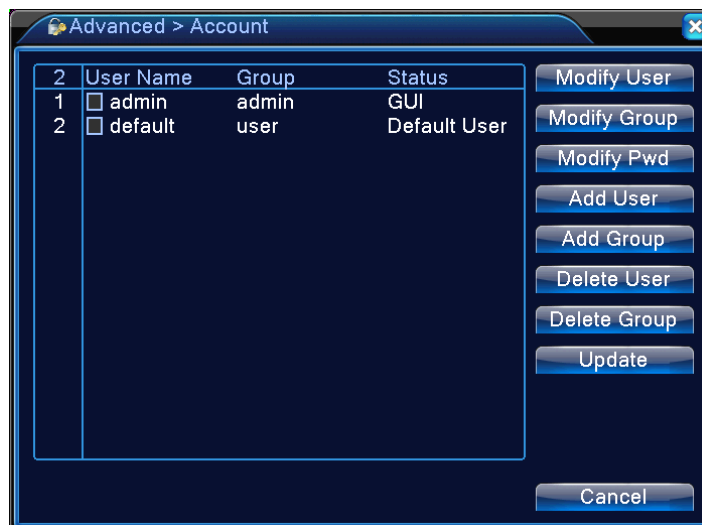 Advanced > Account
2 User Name Group Status
1 admin admin GUI
2 default user Default User
Modify User
Modify Group
Modify Pwd
Add User
Add Group
Delete User
Delete Group
Update
Cancel